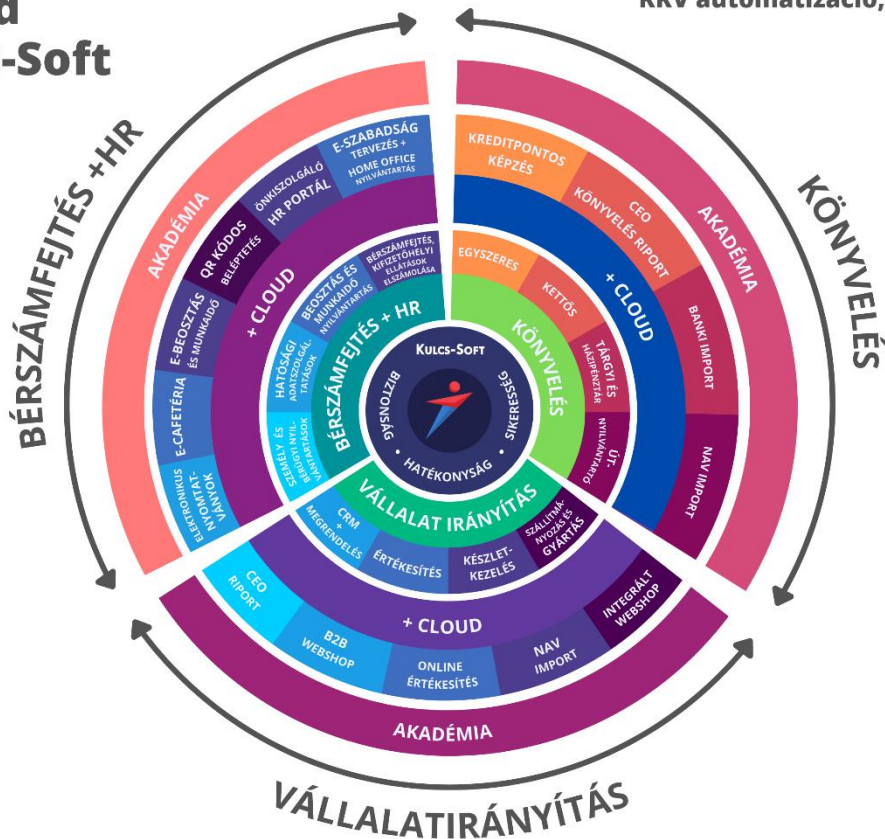 -Soft
KKV automatizáció,
BÉRSZÁMFEJTÉS +HR
KÖNYVELÉS
VÁLLALATIRÁNYÍTÁS
AKADÉMIA
E-SZABADSÁG
TERVEZÉS +
HOME OFFICE
NYILVÁNTARTÁS
ÖNKISZOLGÁLÓ
HR PORTÁL
QR KÓDOS
BELÉPTETÉS
E-BEOSZTÁS
ÉS MUNKAIDŐ
E-CAFETÉRIA
ELEKTRONIKUS
NYOMTAT-
VÁNYOK
+ CLOUD
BÉRSZÁMFEJTÉS,
KIFIZETŐHELYI
ELLÁTÁSOK
ELSZÁMOLÁSA
BEOSZTÁS ÉS
MUNKAIDŐ
NYILVÁNTARTÁS
HATÓSÁGI
ADATSZOLGÁL-
TATÁSOK
SZEMÉLY ÉS
BÉRÜGYI NYIL-
VÁNTARTÁSOK
BÉRSZÁMFEJTÉS + HR
AKADÉMIA
KREDITPONTOS
KÉPZÉS
CEO
KÖNYVELÉS RIPORT
BANKI IMPORT
NAV IMPORT
+ CLOUD
EGYSZERES
KETTŐS
TÁRGYI ÉS
HÁZIPÉNZTÁR
ÚT-
NYILVÁNTARTÓ
KÖNYVELÉS
KULCS-SOFT
BIZTONSÁG
• HATÉKONYSÁG •
SIKERESSÉG
VÁLLALAT IRÁNYÍTÁS
CRM
+
MEGRENDELÉS
ÉRTÉKESÍTÉS
KÉSZLET-
KEZELÉS
SZÁLLÍTMÁ-
NYOZÁS ÉS
GYÁRTÁS
+ CLOUD
CEO
RIPORT
B2B
WEBSHOP
ONLINE
ÉRTÉKESÍTÉS
NAV
IMPORT
INTEGRÁLT
WEBSHOP
AKADÉMIA